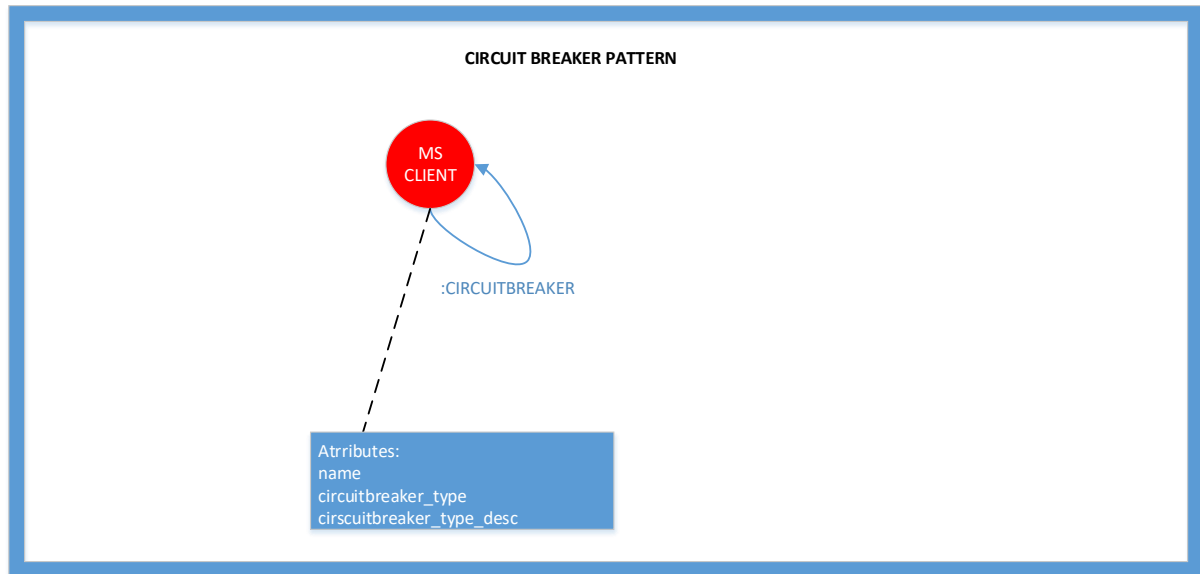 CIRCUIT BREAKER PATTERN
MS
CLIENT
:CIRCUITBREAKER
Atrributes:
name
circuitbreaker_type
cirscuitbreaker_type_desc